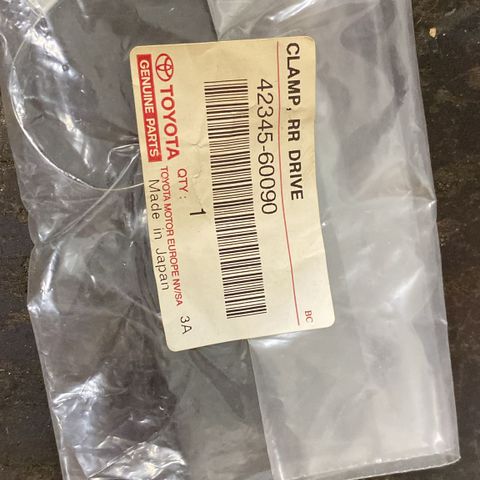 CLAMP, RR DRIVE
42345-60090
BC
TOYOTA
GENUINE PARTS
QTY: 1
TOYOTA MOTOR EUROPE NV/SA
Made in Japan
3A